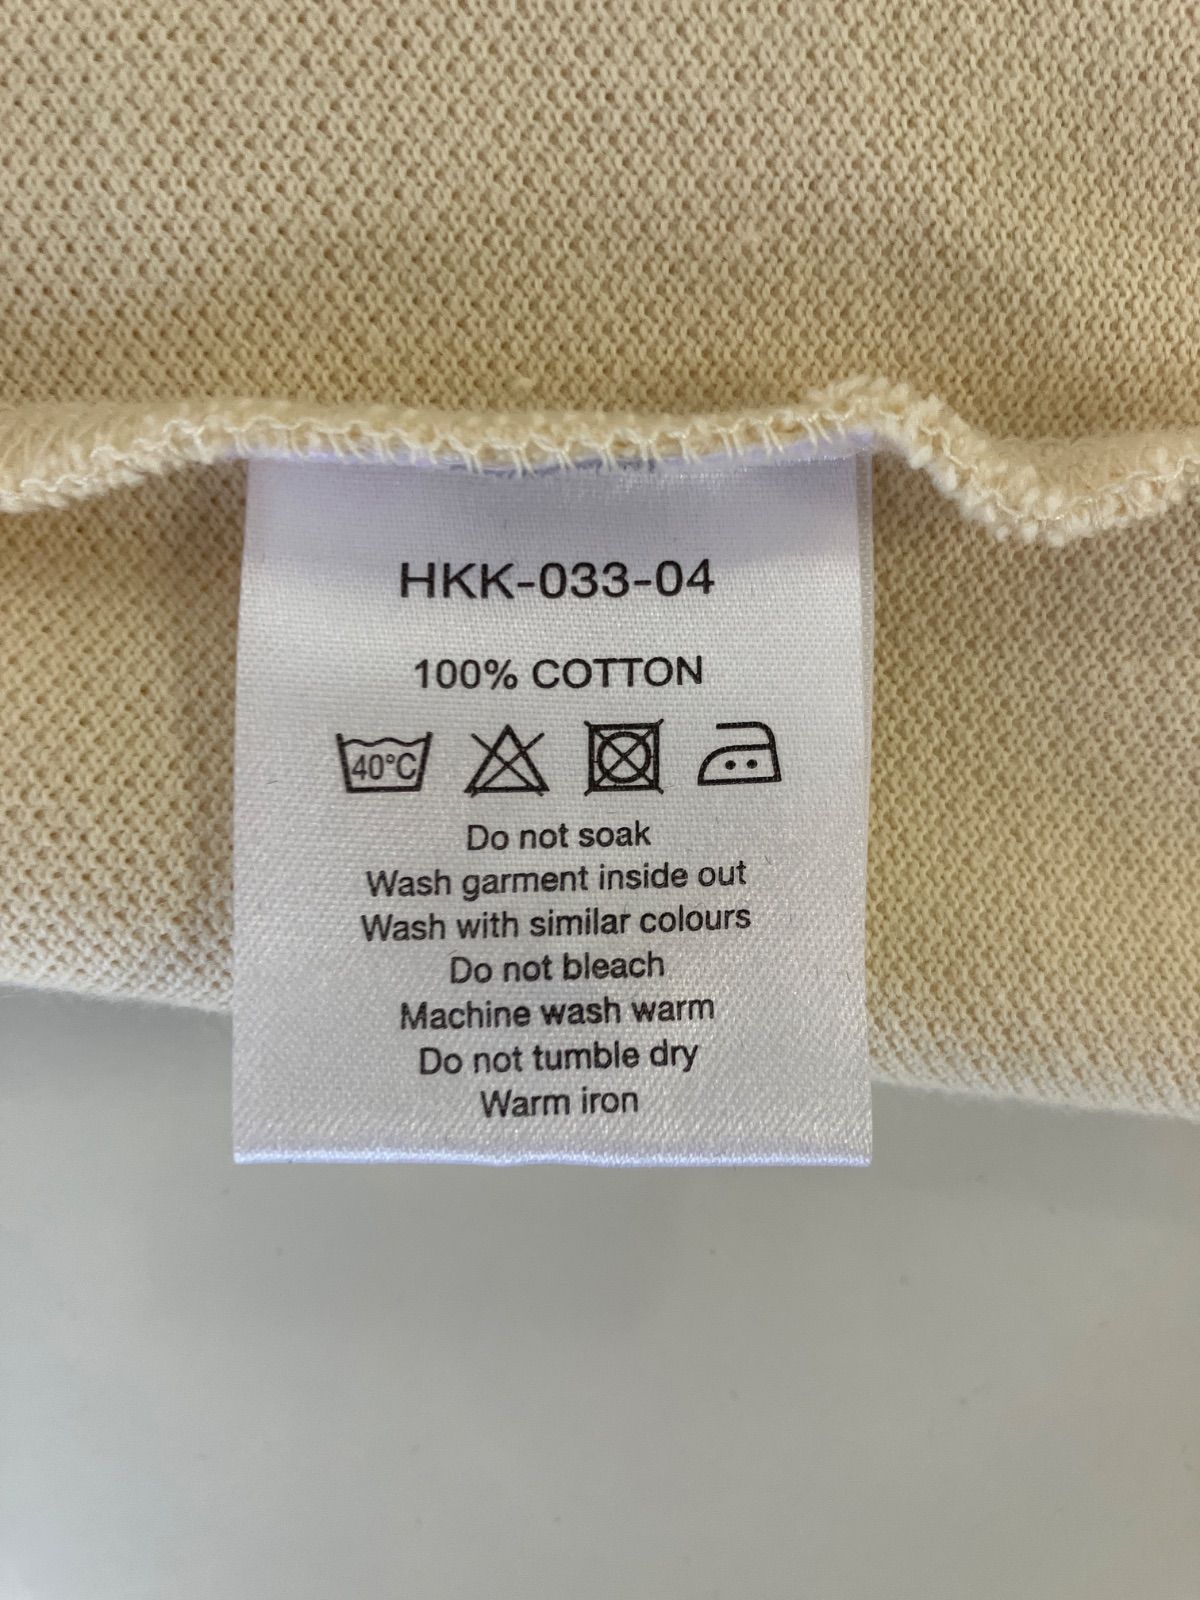 HKK-033-04
100% COTTON
40°C
Do not soak
Wash garment inside out
Wash with similar colours
Do not bleach
Machine wash warm
Do not tumble dry
Warm iron